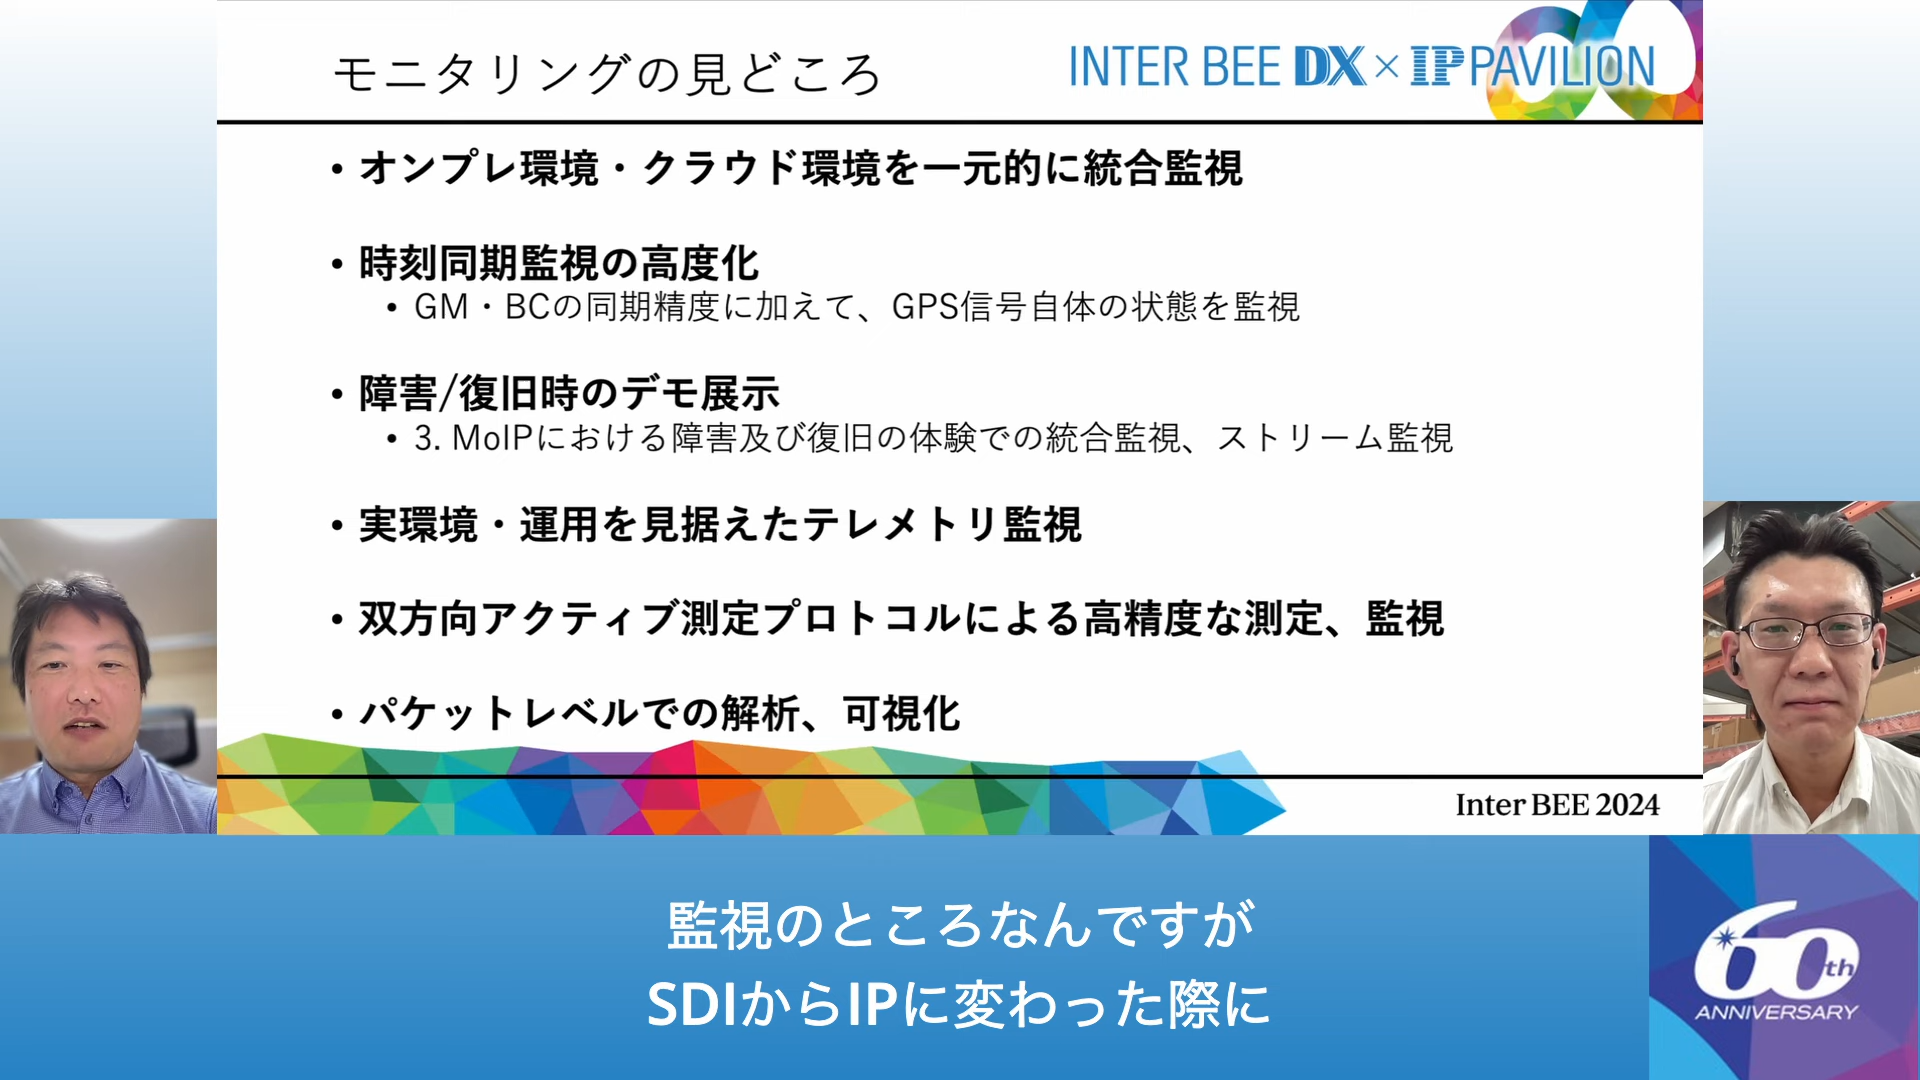 モニタリングの見どころ
INTER BEE DX×IP PAVILION
・オンプレ環境・クラウド環境を一元的に統合監視
・時刻同期監視の高度化
・GM・BCの同期精度に加えて、GPS信号自体の状態を監視
・障害/復旧時のデモ展示
・3. MoIPにおける障害及び復旧の体験での統合監視、ストリーム監視
・実環境・運用を見据えたテレメトリ監視
・双方向アクティブ測定プロトコルによる高精度な測定、監視
・パケットレベルでの解析、可視化
Inter BEE 2024
監視のところなんですが
SDIからIPに変わった際に
60th
ANNIVERSARY